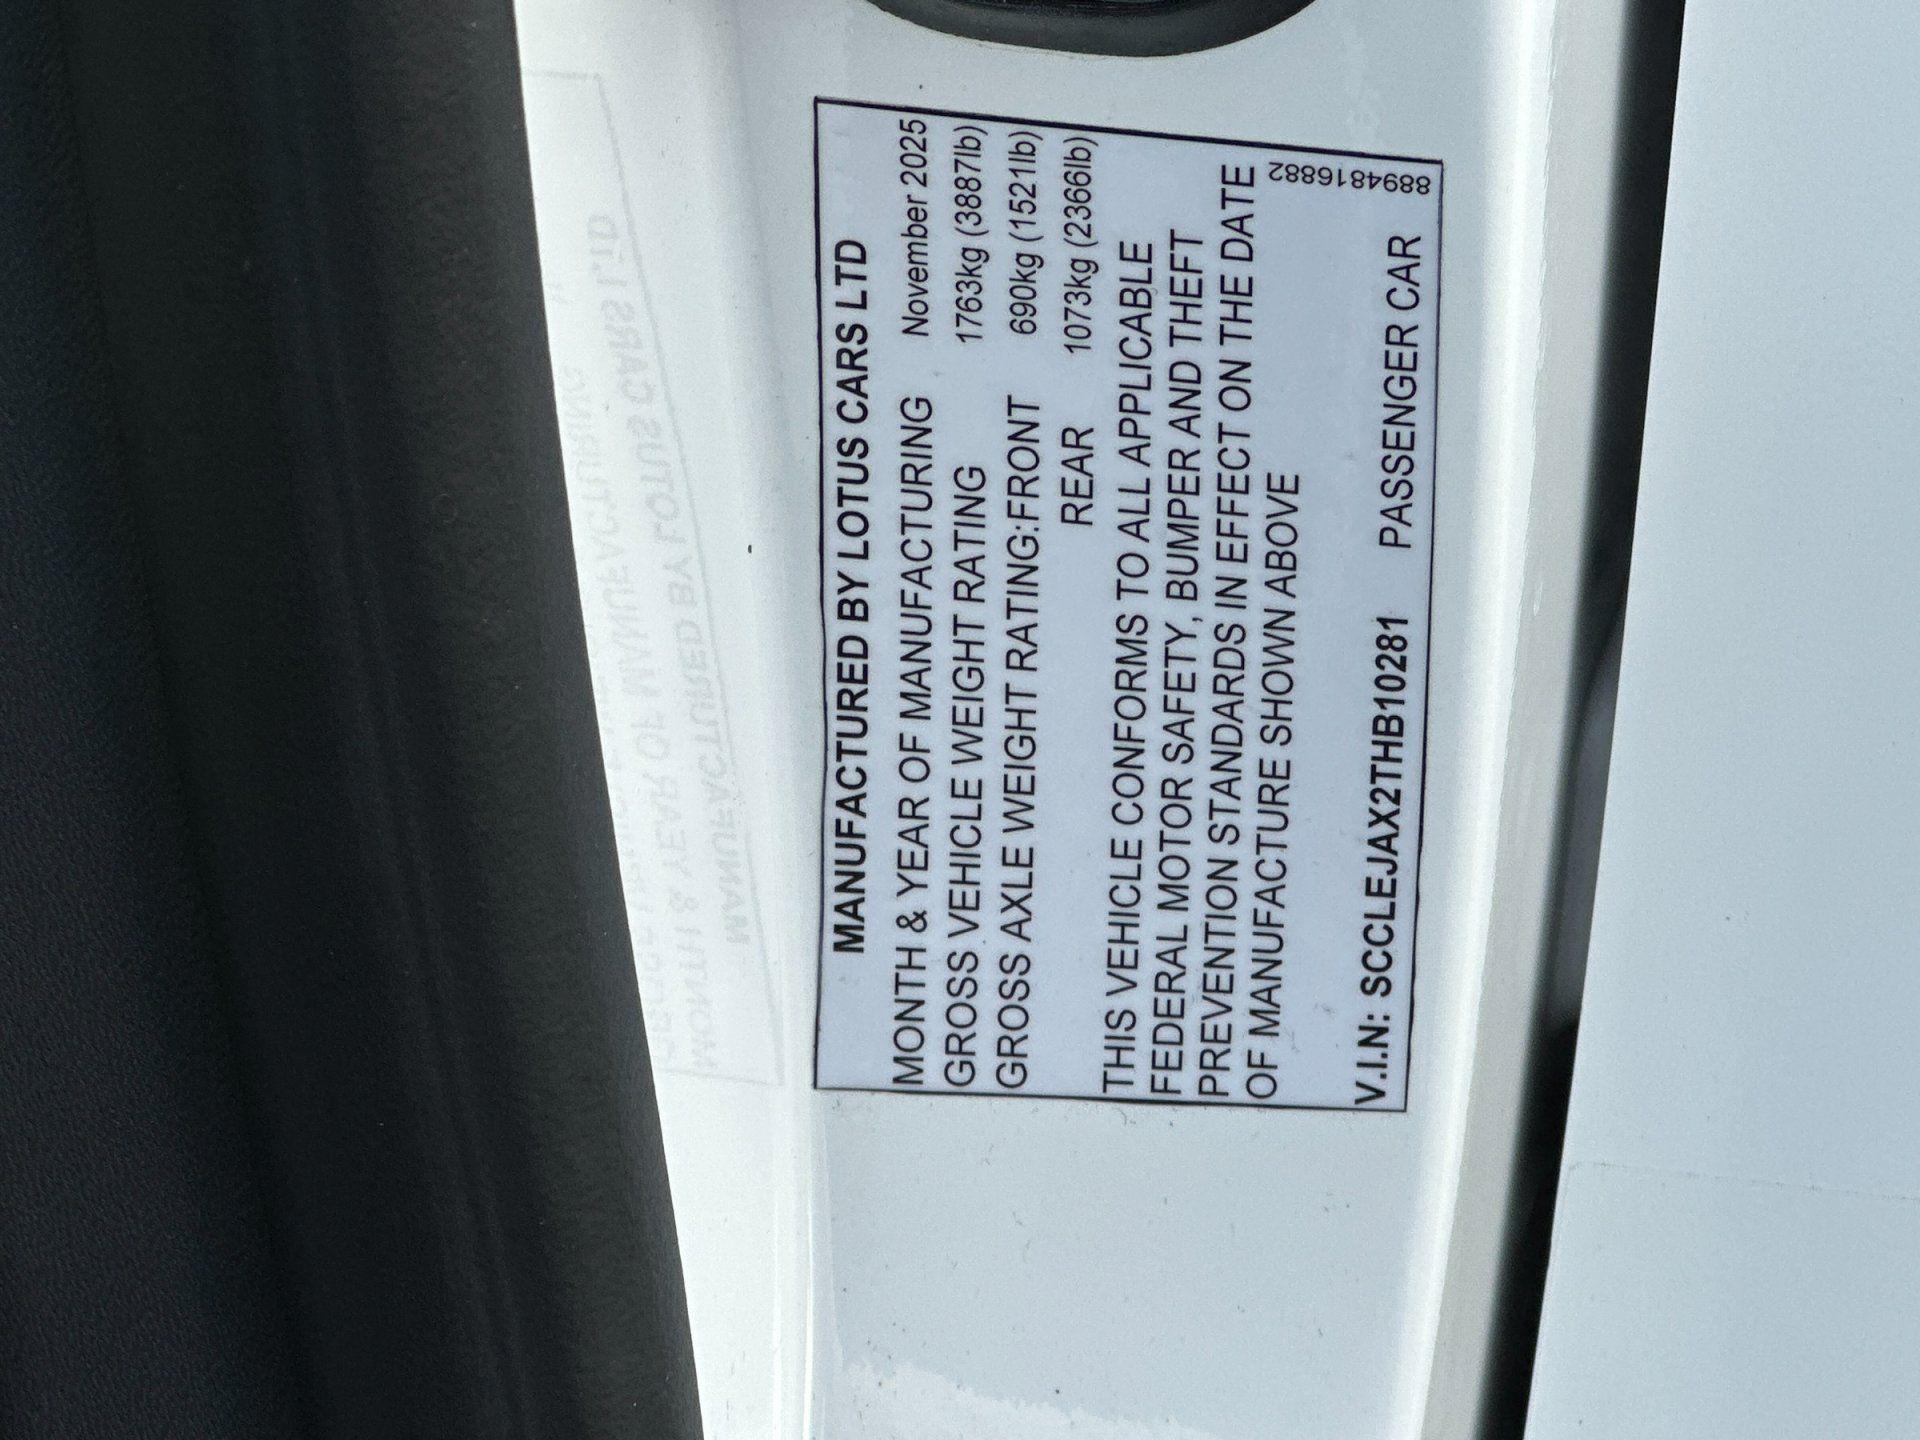 MANUFACTURED BY LOTUS CARS LTD
MONTH & YEAR OF MANUFACTURING November 2025
GROSS VEHICLE WEIGHT RATING 1763kg (3887lb)
GROSS AXLE WEIGHT RATING:FRONT 690kg (1521lb)
REAR 1073kg (2366lb)
THIS VEHICLE CONFORMS TO ALL APPLICABLE
FEDERAL MOTOR SAFETY, BUMPER AND THEFT
PREVENTION STANDARDS IN EFFECT ON THE DATE
OF MANUFACTURE SHOWN ABOVE
8894816882
V.I.N: SCCLEJAX2THB10281 PASSENGER CAR